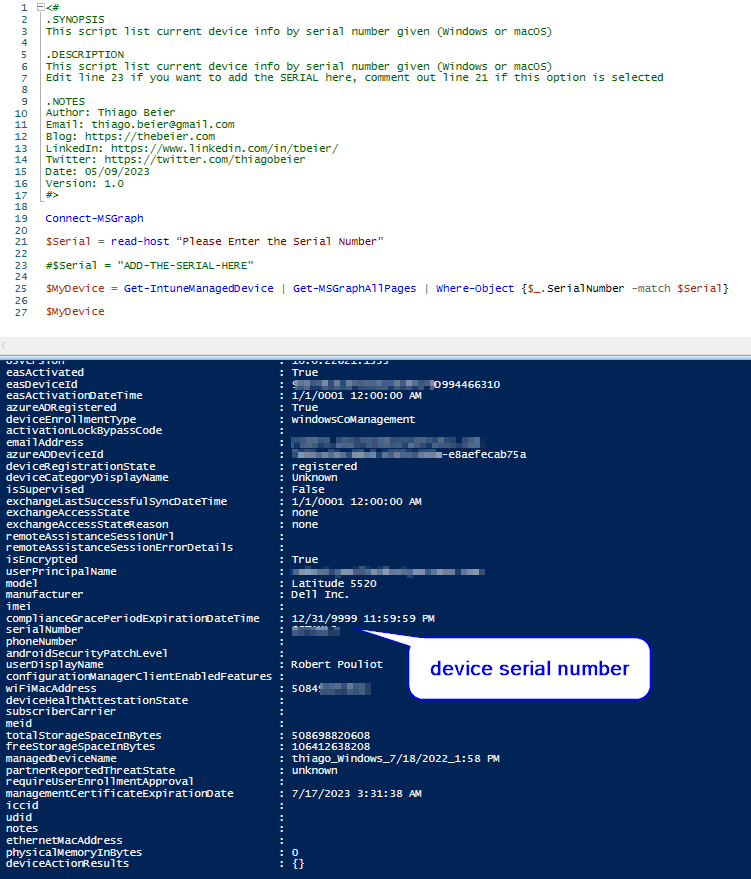 1 <#
2 .SYNOPSIS
3 This script list current device info by serial number given (Windows or macOS)
4
5 .DESCRIPTION
6 This script list current device info by serial number given (Windows or macOS)
7 Edit line 23 if you want to add the SERIAL here, comment out line 21 if this option is selected
8
9 .NOTES
10 Author: Thiago Beier
11 Email: thiago.beier@gmail.com
12 Blog: https://thebeier.com
13 LinkedIn: https://www.linkedin.com/in/tbeier/
14 Twitter: https://twitter.com/thiagobeier
15 Date: 05/09/2023
16 Version: 1.0
17 #>
18
19 Connect-MSGraph
20
21 $Serial = read-host “Please Enter the Serial Number”
22
23 #$Serial = "ADD-THE-SERIAL-HERE"
24
25 $MyDevice = Get-IntuneManagedDevice | Get-MSGraphAllPages | Where-Object {$_.SerialNumber -match $Serial}
26
27 $MyDevice
osVersion : 10.0.22621.1555
easActivated : True
easDeviceId : D994466310
easActivationDateTime : 1/1/0001 12:00:00 AM
azureADRegistered : True
deviceEnrollmentType : windowsCoManagement
activationLockBypassCode :
emailAddress :
azureADDeviceId : -e8aefecab75a
deviceRegistrationState : registered
deviceCategoryDisplayName : Unknown
isSupervised : False
exchangeLastSuccessfulSyncDateTime : 1/1/0001 12:00:00 AM
exchangeAccessState : none
exchangeAccessStateReason : none
remoteAssistanceSessionUrl :
remoteAssistanceSessionErrorDetails :
isEncrypted : True
userPrincipalName :
model : Latitude 5520
manufacturer : Dell Inc.
imei :
complianceGracePeriodExpirationDateTime : 12/31/9999 11:59:59 PM
serialNumber :
phoneNumber :
androidSecurityPatchLevel :
userDisplayName : Robert Pouliot
device serial number
configurationManagerClientEnabledFeatures :
wiFiMacAddress : 5084
deviceHealthAttestationState :
subscriberCarrier :
meid :
totalStorageSpaceInBytes : 508698820608
freeStorageSpaceInBytes : 106412638208
managedDeviceName : thiago_Windows_7/18/2022_1:58 PM
partnerReportedThreatState : unknown
requireUserEnrollmentApproval :
managementCertificateExpirationDate : 7/17/2023 3:31:38 AM
iccid :
udid :
notes :
ethernetMacAddress :
physicalMemoryInBytes : 0
deviceActionResults : {}